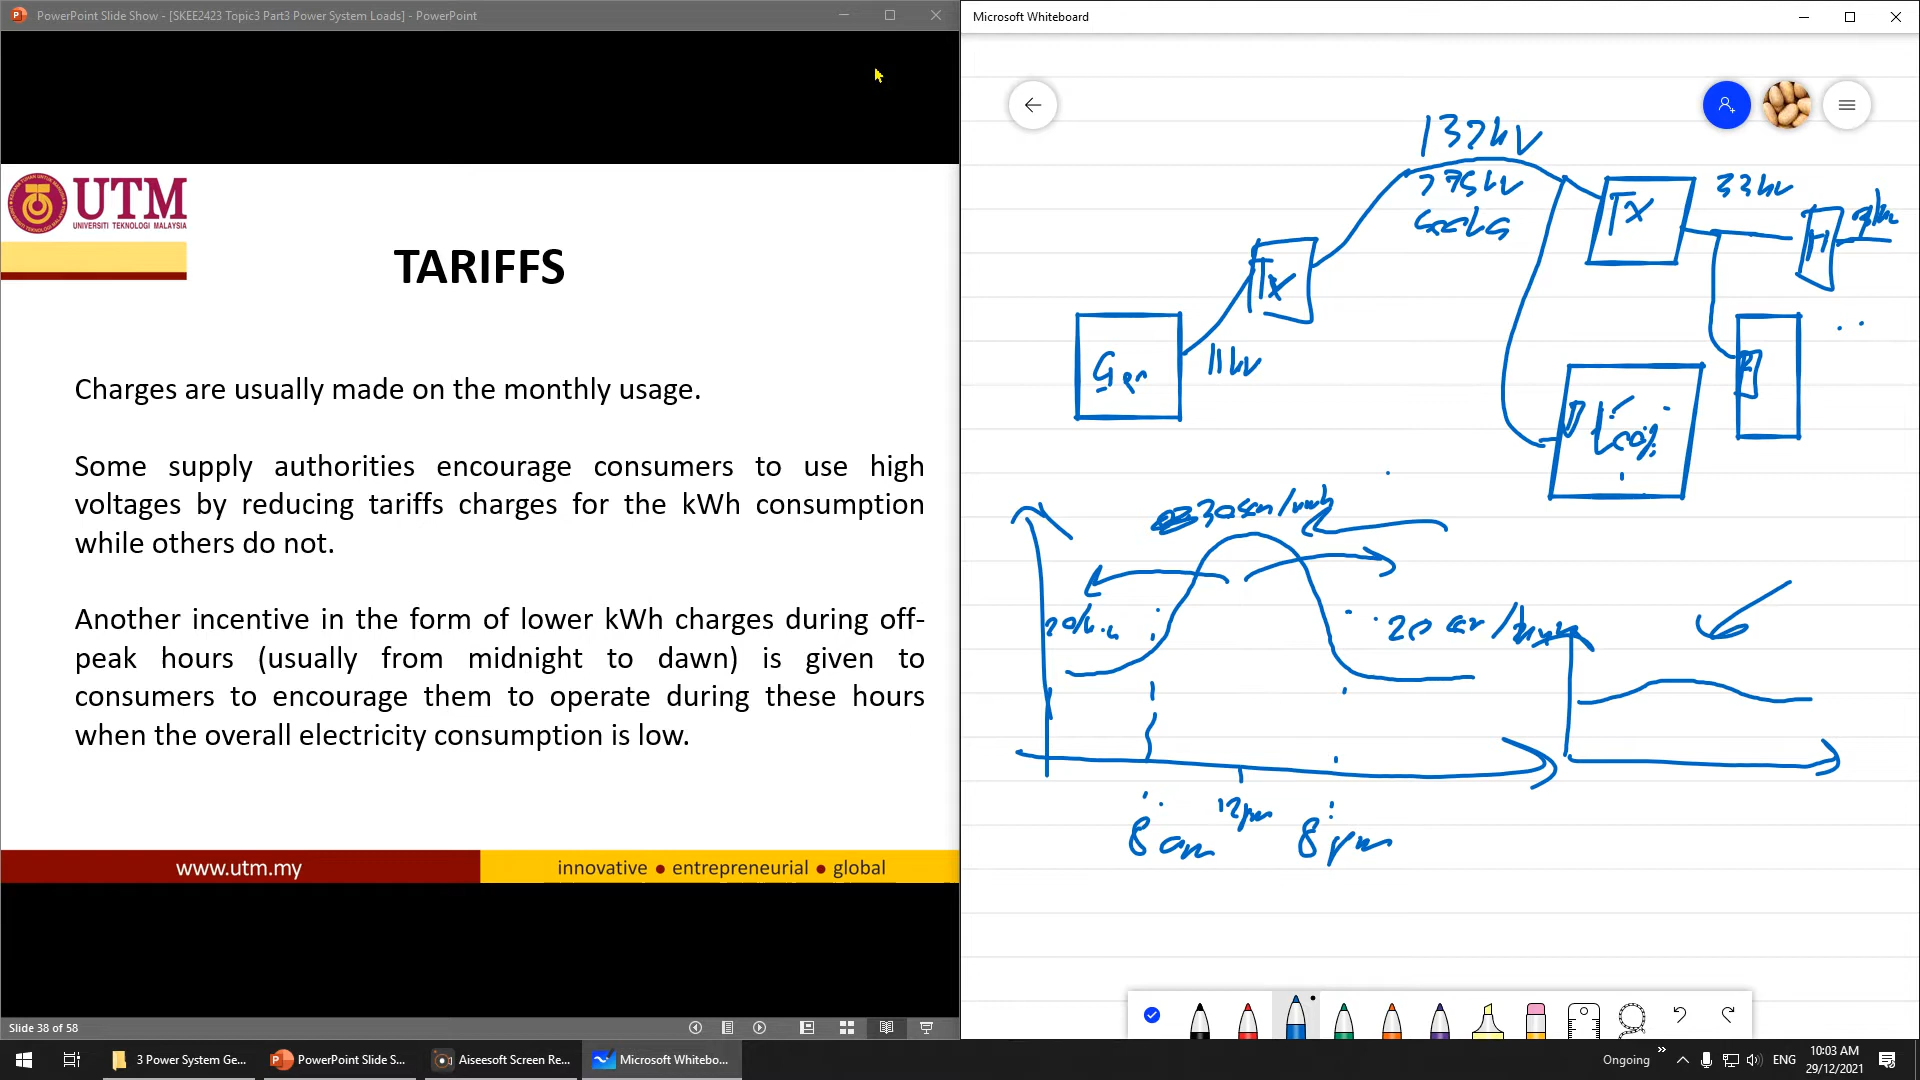 PowerPoint Slide Show - [SKEE2423 Topic3 Part3 Power System Loads] - PowerPoint
UTM
UNIVERSITI TEKNOLOGI MALAYSIA
TARIFFS
Charges are usually made on the monthly usage.
Some supply authorities encourage consumers to use high
voltages by reducing tariffs charges for the kWh consumption
while others do not.
Another incentive in the form of lower kWh charges during off-
peak hours (usually from midnight to dawn) is given to
consumers to encourage them to operate during these hours
when the overall electricity consumption is low.
www.utm.my
innovative ● entrepreneurial ● global
Slide 38 of 58
Microsoft Whiteboard
132kV
275kV
Tx
33kV
Tx
Gen
11kV
8 am
12pm
8 pm
3 Power System Ge...
PowerPoint Slide S...
Aiseesoft Screen Re...
Microsoft Whitebo...
Ongoing
ENG
10:03 AM
29/12/2021